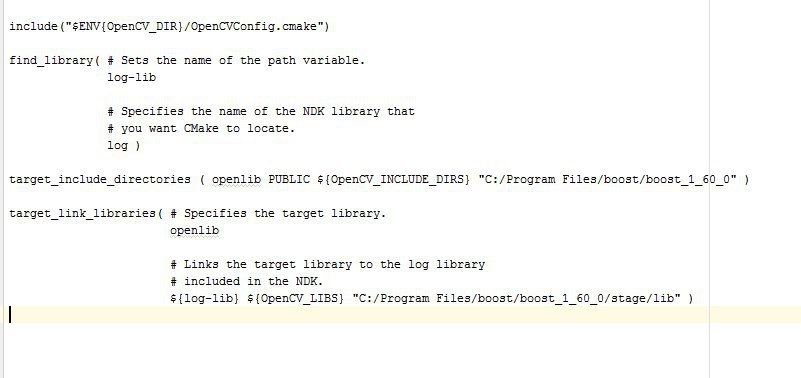 include("$ENV{OpenCV_DIR}/OpenCVConfig.cmake")
find_library( # Sets the name of the path variable.
log-lib
# Specifies the name of the NDK library that
# you want CMake to locate.
log )
target_include_directories ( openlib PUBLIC ${OpenCV_INCLUDE_DIRS} "C:/Program Files/boost/boost_1_60_0" )
target_link_libraries( # Specifies the target library.
openlib
# Links the target library to the log library
# included in the NDK.
${log-lib} ${OpenCV_LIBS} "C:/Program Files/boost/boost_1_60_0/stage/lib" )